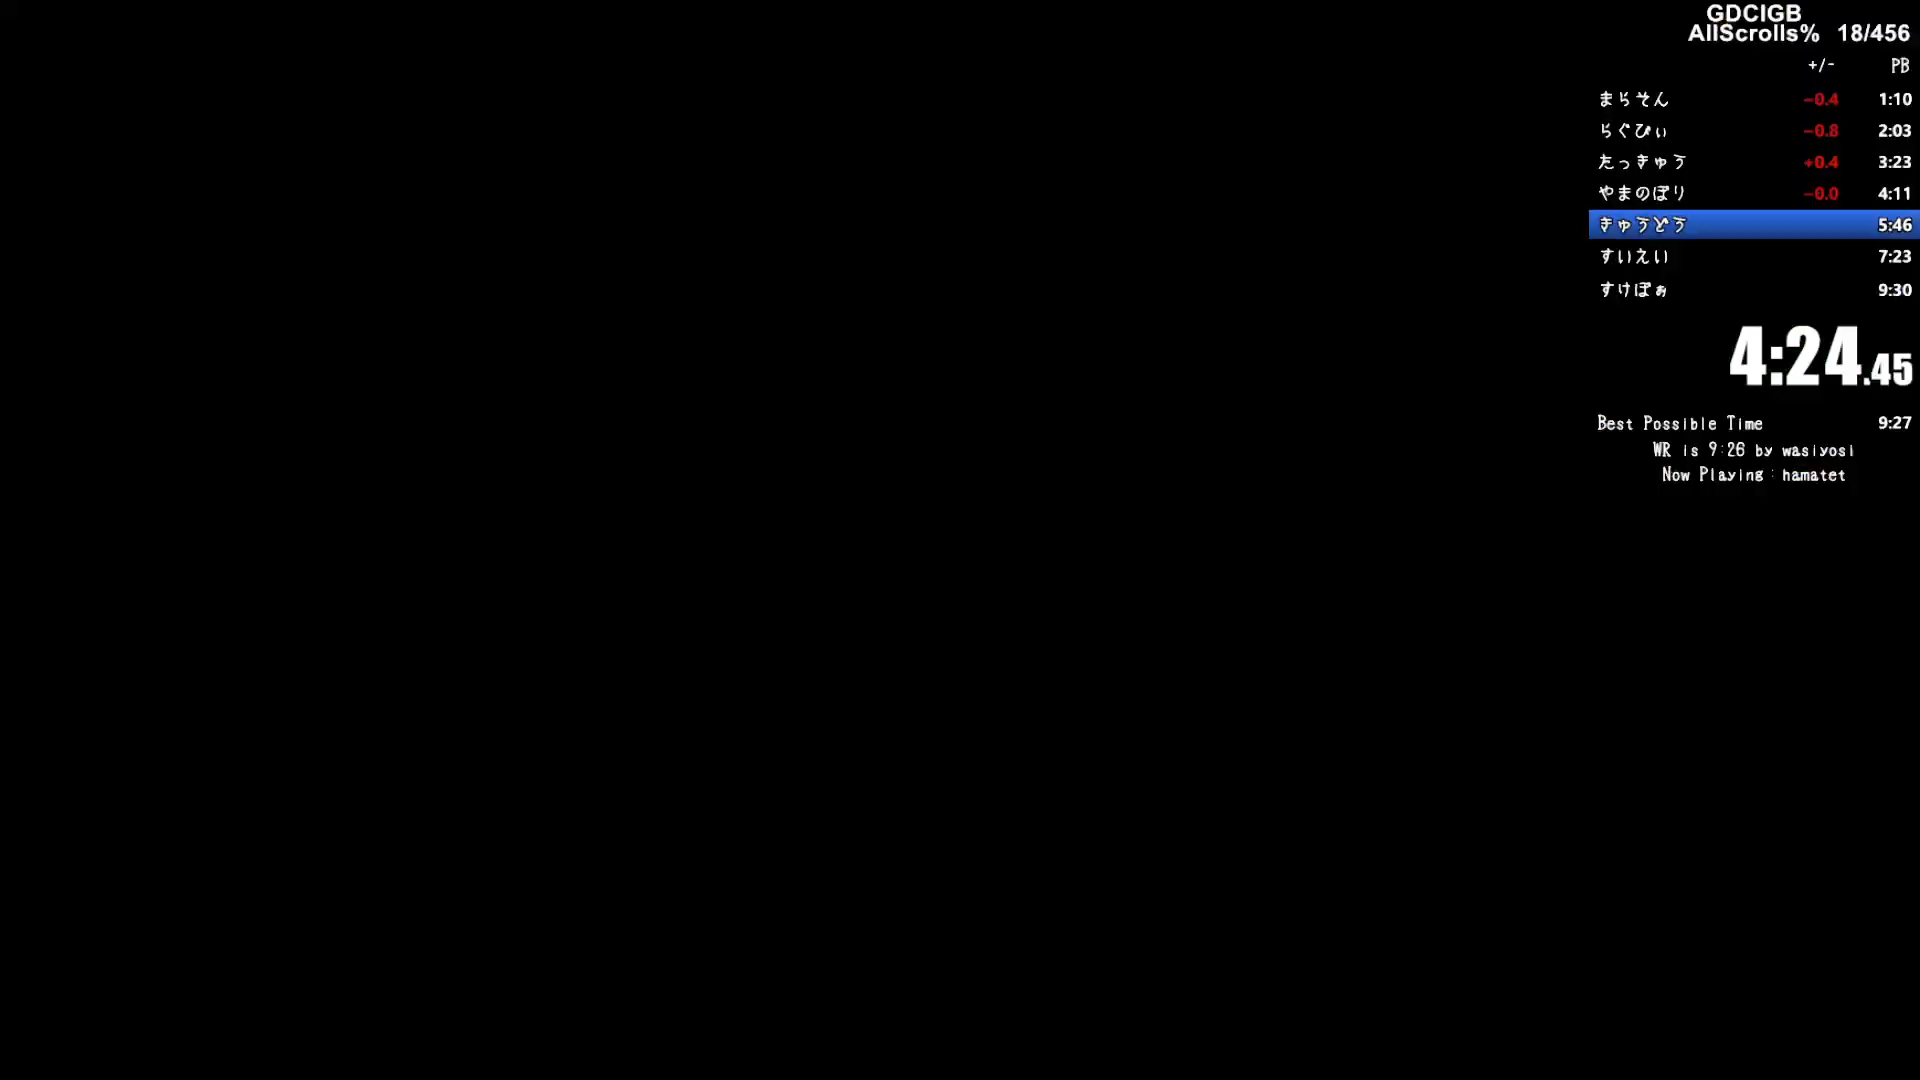 GDCIGB
AllScrolls% 18/456
+/- PB
まらそん -0.4 1:10
らぐびぃ -0.8 2:03
たっきゅう +0.4 3:23
やまのぼり -0.0 4:11
きゅうどう 5:46
すいえい 7:23
すけぼぉ 9:30
4:24.45
Best Possible Time 9:27
WR is 9:26 by wasiyosi
Now Playing：hamatet